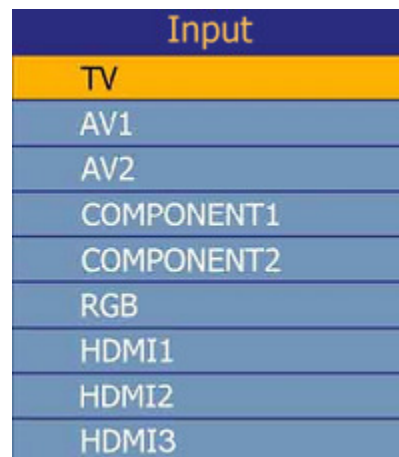 Input
TV
AV1
AV2
COMPONENT1
COMPONENT2
RGB
HDMI1
HDMI2
HDMI3